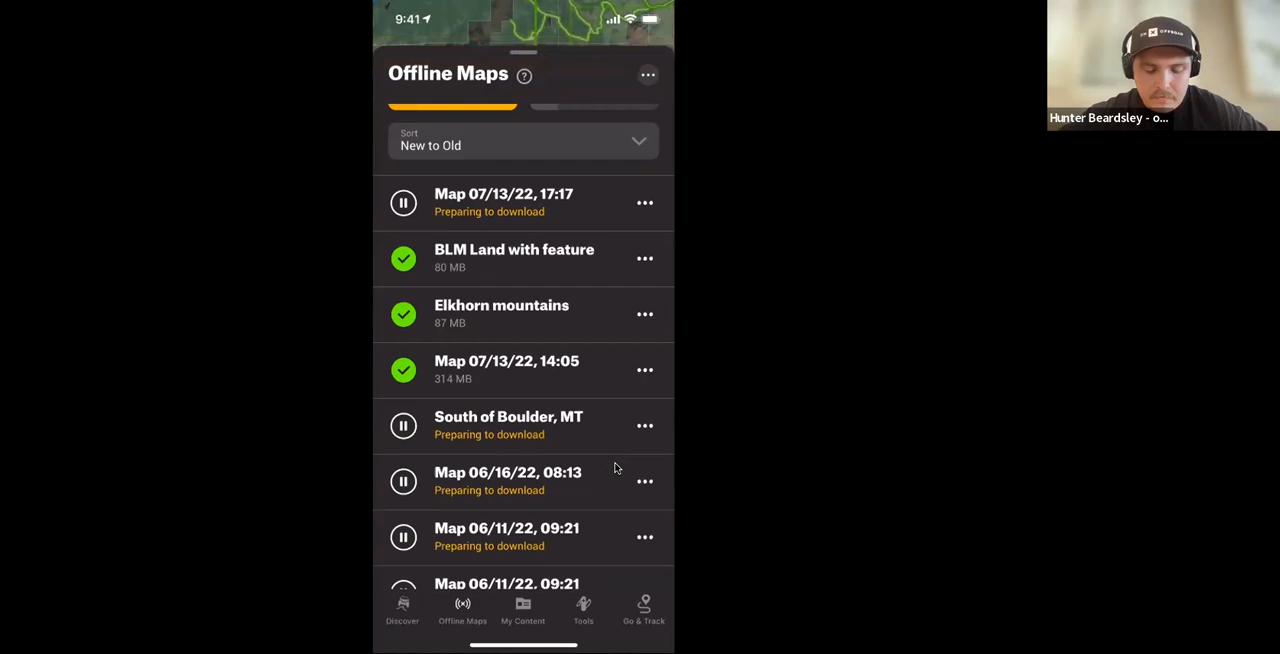 9:41
Offline Maps ?
Sort
New to Old
Map 07/13/22, 17:17
Preparing to download
BLM Land with feature
80 MB
Elkhorn mountains
87 MB
Map 07/13/22, 14:05
314 MB
South of Boulder, MT
Preparing to download
Map 06/16/22, 08:13
Preparing to download
Map 06/11/22, 09:21
Preparing to download
Map 06/11/22, 09:21
Discover
Offline Maps
My Content
Tools
Go & Track
ON X OFFROAD
Hunter Beardsley - o...